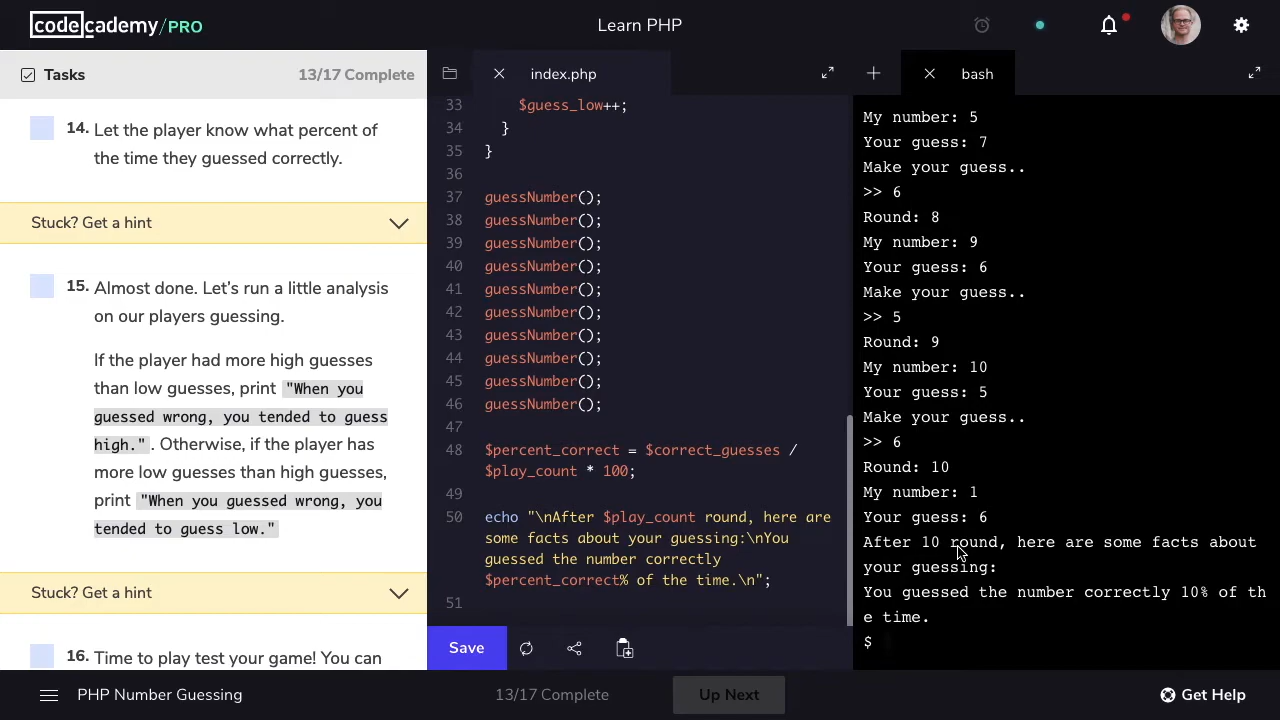 codecademy/PRO
Learn PHP
Tasks
13/17 Complete
14. Let the player know what percent of
the time they guessed correctly.
Stuck? Get a hint
15. Almost done. Let's run a little analysis
on our players guessing.
If the player had more high guesses
than low guesses, print "When you
guessed wrong, you tended to guess
high." . Otherwise, if the player has
more low guesses than high guesses,
print "When you guessed wrong, you
tended to guess low."
Stuck? Get a hint
16. Time to play test your game! You can
index.php
33 $guess_low++;
34 }
35 }
36
37 guessNumber();
38 guessNumber();
39 guessNumber();
40 guessNumber();
41 guessNumber();
42 guessNumber();
43 guessNumber();
44 guessNumber();
45 guessNumber();
46 guessNumber();
47
48 $percent_correct = $correct_guesses /
$play_count * 100;
49
50 echo "\nAfter $play_count round, here are
some facts about your guessing:\nYou
guessed the number correctly
$percent_correct% of the time.\n";
51
Save
bash
My number: 5
Your guess: 7
Make your guess..
>> 6
Round: 8
My number: 9
Your guess: 6
Make your guess..
>> 5
Round: 9
My number: 10
Your guess: 5
Make your guess..
>> 6
Round: 10
My number: 1
Your guess: 6
After 10 round, here are some facts about
your guessing:
You guessed the number correctly 10% of th
e time.
$
PHP Number Guessing
13/17 Complete
Up Next
Get Help